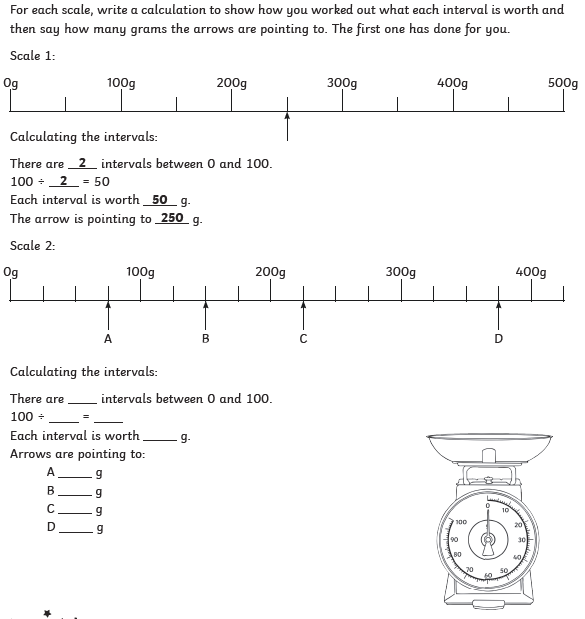 For each scale, write a calculation to show how you worked out what each interval is worth and
then say how many grams the arrows are pointing to. The first one has done for you.
Scale 1:
0g 100g 200g 300g 400g 500g
Calculating the intervals:
There are __2__ intervals between 0 and 100.
100 ÷ __2__ = 50
Each interval is worth __50__ g.
The arrow is pointing to __250__ g.
Scale 2:
0g 100g 200g 300g 400g
A B C D
Calculating the intervals:
There are ____ intervals between 0 and 100.
100 ÷ ____ = ____
Each interval is worth _____ g.
Arrows are pointing to:
A _____ g
B _____ g
C _____ g
D _____ g
0
10
20
30
40
50
60
70
80
90
100